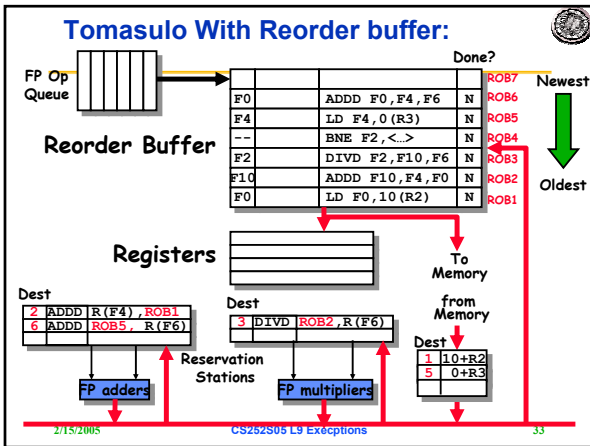 Tomasulo With Reorder buffer:
Done?
FP Op
Queue
ROB7
Newest
F0 ADDD F0,F4,F6 N ROB6
F4 LD F4,0(R3) N ROB5
-- BNE F2,<…> N ROB4
F2 DIVD F2,F10,F6 N ROB3
F10 ADDD F10,F4,F0 N ROB2
F0 LD F0,10(R2) N ROB1
Reorder Buffer
Oldest
Registers
To
Memory
from
Memory
Dest
2 ADDD R(F4),ROB1
6 ADDD ROB5, R(F6)
Dest
3 DIVD ROB2,R(F6)
Dest
1 10+R2
5 0+R3
Reservation
Stations
FP adders
FP multipliers
2/15/2005
CS252S05 L9 Execptions
33